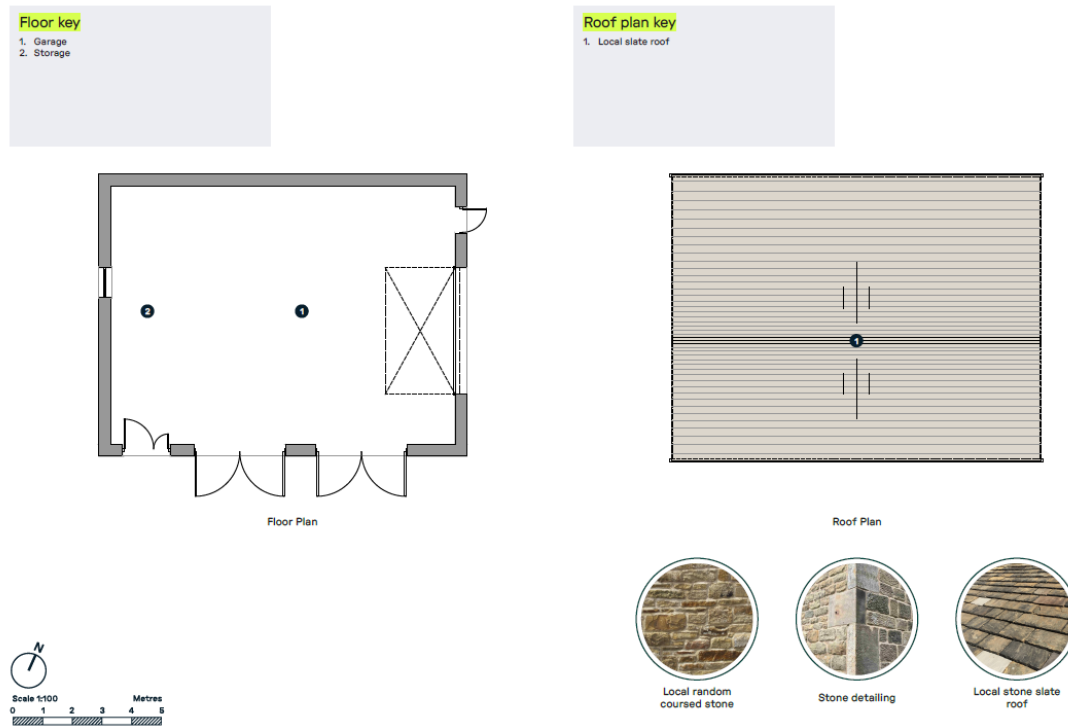 Floor key
1. Garage
2. Storage
Roof plan key
1. Local slate roof
2
1
1
Floor Plan
Roof Plan
Local random
coursed stone
Stone detailing
Local stone slate
roof
N
Scale 1:100 Metres
0 1 2 3 4 5